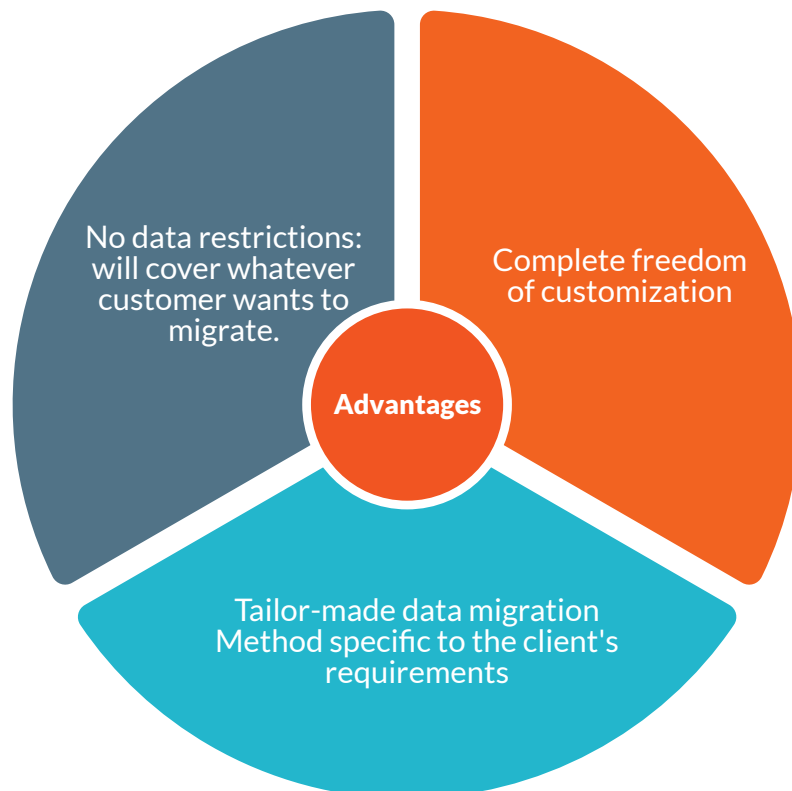 No data restrictions:
will cover whatever
customer wants to
migrate.
Complete freedom
of customization
Advantages
Tailor-made data migration
Method specific to the client's
requirements